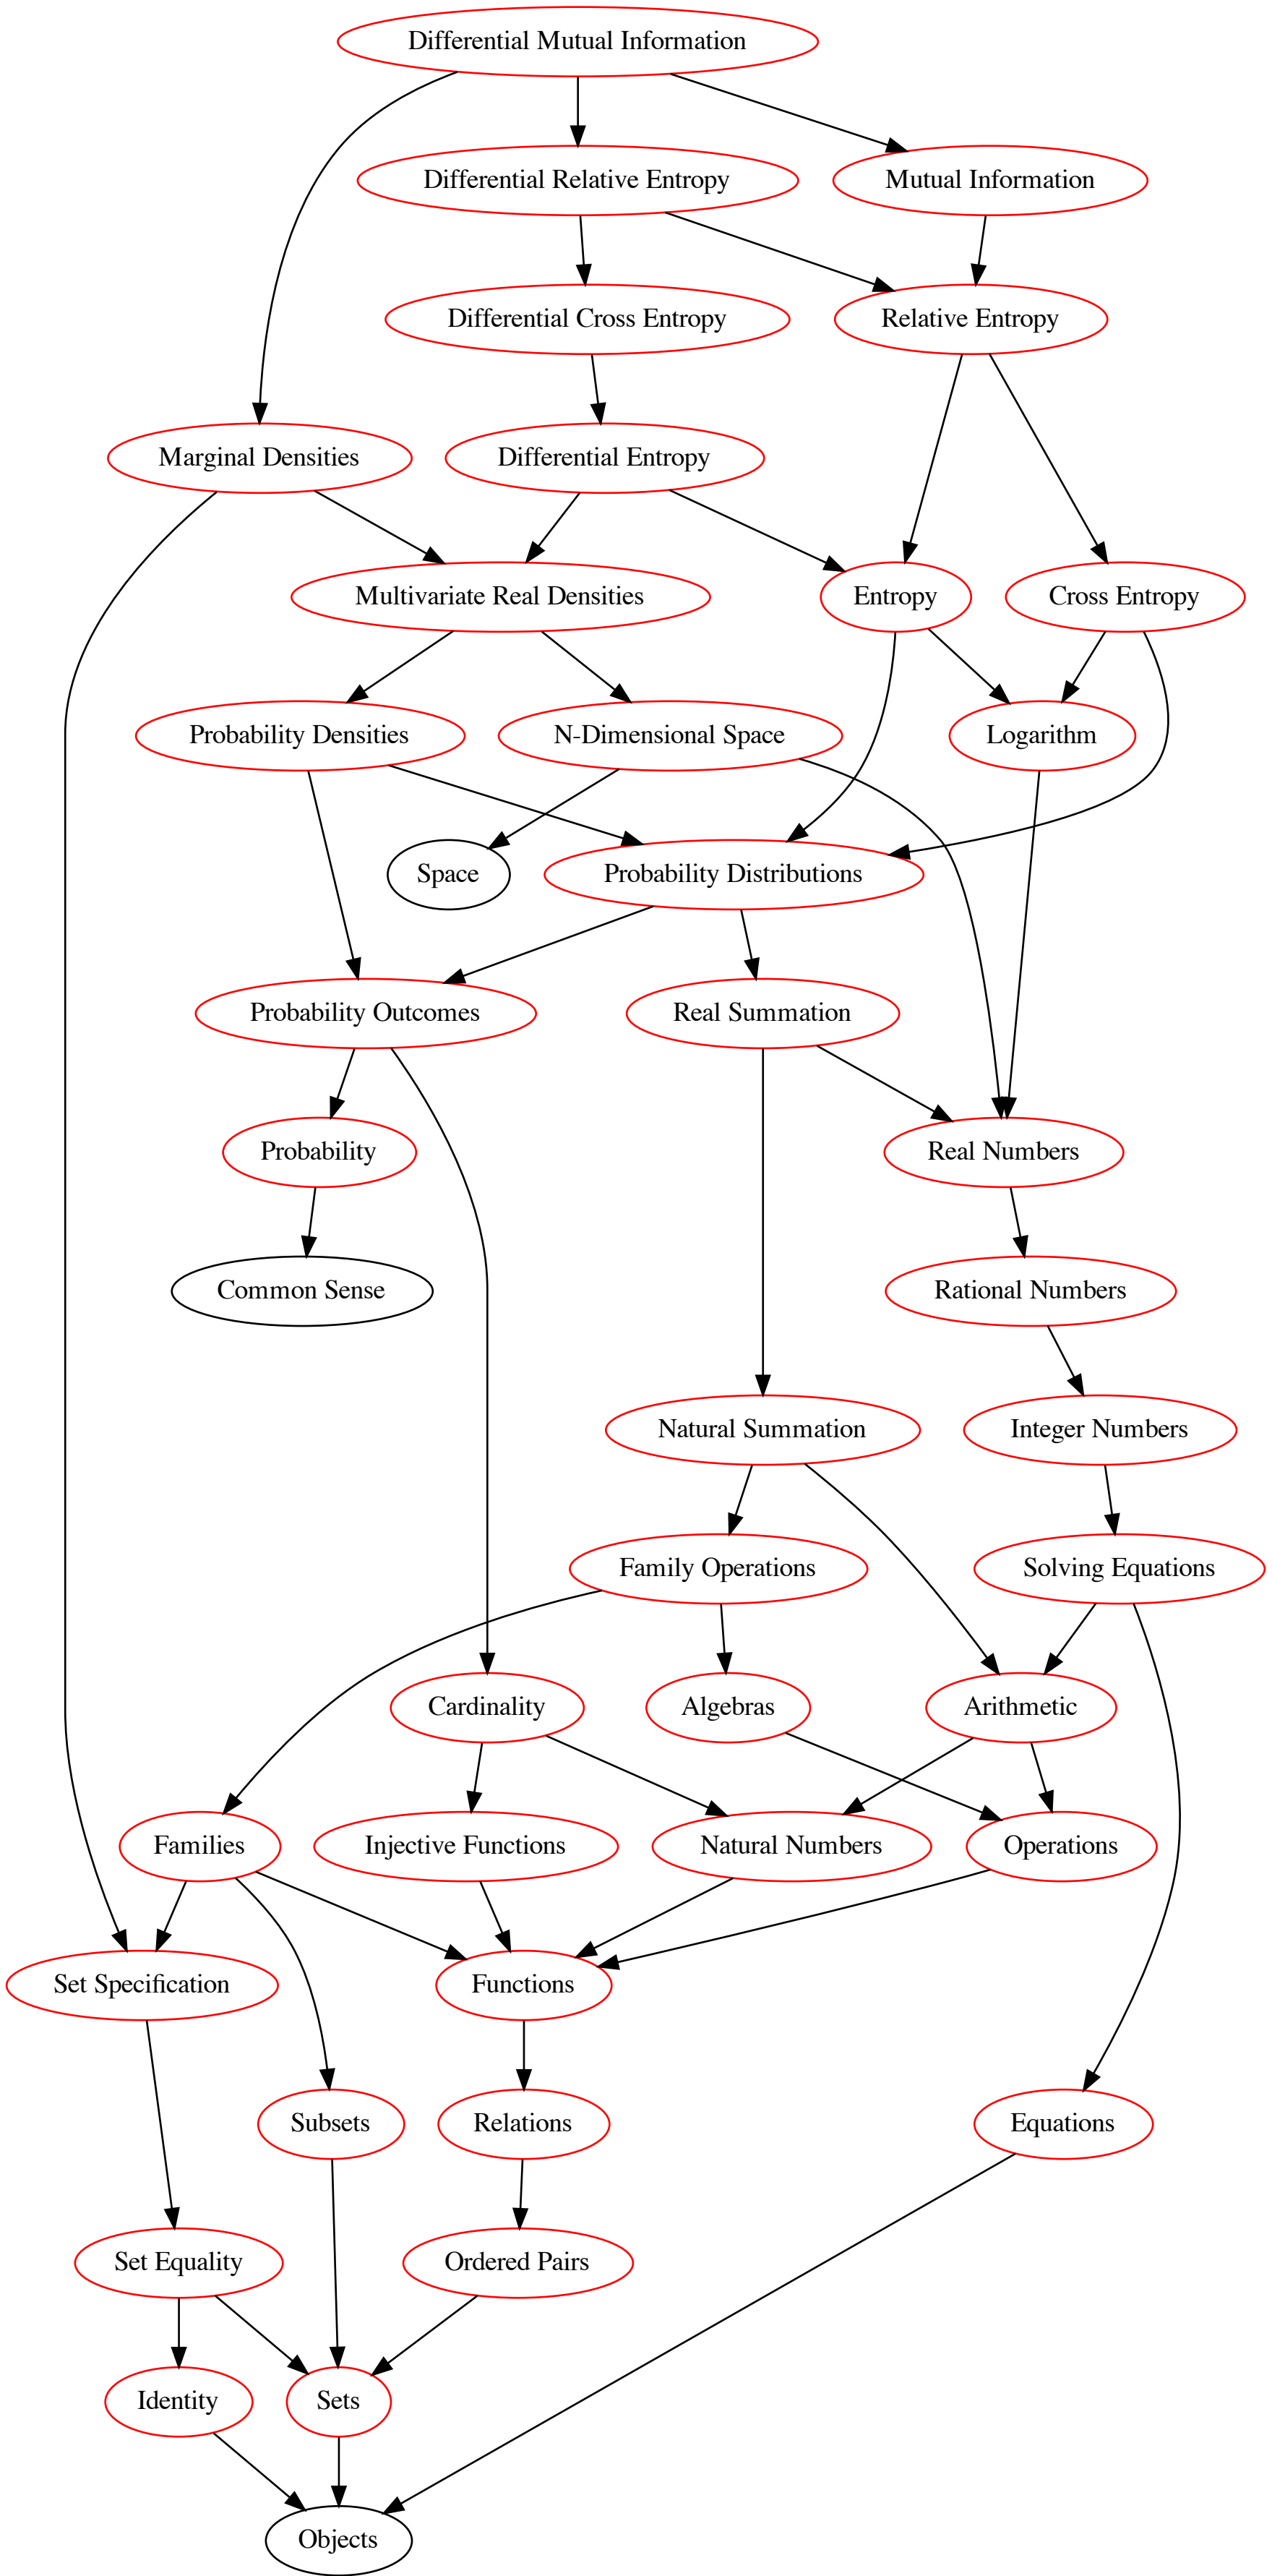 Differential Mutual Information
Differential Relative Entropy
Mutual Information
Differential Cross Entropy
Relative Entropy
Marginal Densities
Differential Entropy
Multivariate Real Densities
Entropy
Cross Entropy
Probability Densities
N-Dimensional Space
Logarithm
Space
Probability Distributions
Probability Outcomes
Real Summation
Probability
Real Numbers
Common Sense
Rational Numbers
Natural Summation
Integer Numbers
Family Operations
Solving Equations
Cardinality
Algebras
Arithmetic
Families
Injective Functions
Natural Numbers
Operations
Set Specification
Functions
Subsets
Relations
Equations
Set Equality
Ordered Pairs
Identity
Sets
Objects